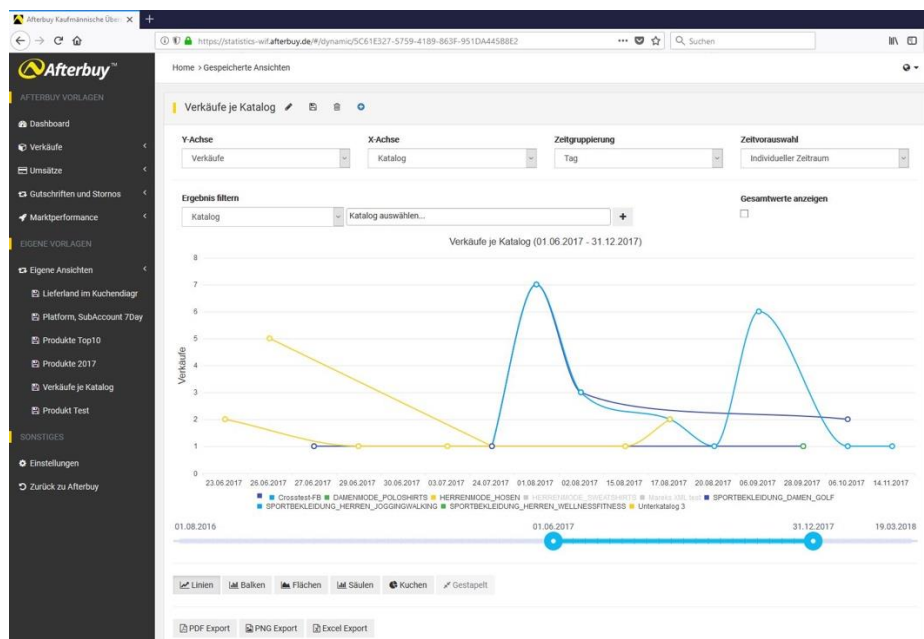 Afterbuy Kaufmännische Über
https://statistics-wif.afterbuy.de/#/dynamic/5C61E327-5759-4189-863F-951DA44588E2
Suchen
Afterbuy™
Home > Gespeicherte Ansichten
AFTERBUY VORLAGEN
Dashboard
Verkäufe
Umsätze
Gutschriften und Stornos
Marktperformance
EIGENE VORLAGEN
Eigene Ansichten
Lieferland im Kuchendiagr
Platform, SubAccount 7Day
Produkte Top10
Produkte 2017
Verkäufe je Katalog
Produkt Test
SONSTIGES
Einstellungen
Zurück zu Afterbuy
Verkäufe je Katalog
Y-Achse X-Achse Zeitgruppierung Zeitvorauswahl
Verkäufe Katalog Tag Individueller Zeitraum
Ergebnis filtern Gesamtwerte anzeigen
Katalog Katalog auswählen... +
Verkäufe je Katalog (01.06.2017 - 31.12.2017)
Verkäufe
8
7
6
5
4
3
2
1
0
23.06.2017 26.06.2017 27.06.2017 29.06.2017 30.06.2017 03.07.2017 24.07.2017 01.08.2017 02.08.2017 15.08.2017 17.08.2017 20.08.2017 06.09.2017 28.09.2017 06.10.2017 14.11.2017
Crosstest-FB DAMENMODE_POLOSHIRTS HERRENMODE_HOSEN HERRENMODE_SWEATSHIRTS Mareks XML test SPORTBEKLEIDUNG_DAMEN_GOLF
SPORTBEKLEIDUNG_HERREN_JOGGINGWALKING SPORTBEKLEIDUNG_HERREN_WELLNESSFITNESS Unterkatalog 3
01.08.2016 01.06.2017 31.12.2017 19.03.2018
Linien Balken Flächen Säulen Kuchen Gestapelt
PDF Export PNG Export Excel Export